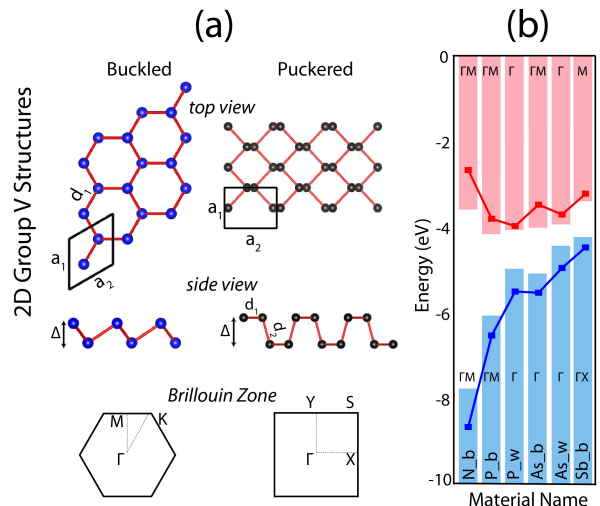 (a)
2D Group V Structures
Buckled
Puckered
top view
d1
a1
a2
a1
a2
side view
Δ
Δ
d1
d2
Brillouin Zone
M
K
Γ
Y
S
Γ
X
(b)
Energy (eV)
0
-2
-4
-6
-8
-10
ΓM
ΓM
Γ
ΓM
Γ
M
ΓM
ΓM
Γ
Γ
Γ
ΓX
N_b
P_b
P_w
As_b
As_w
Sb_b
Material Name